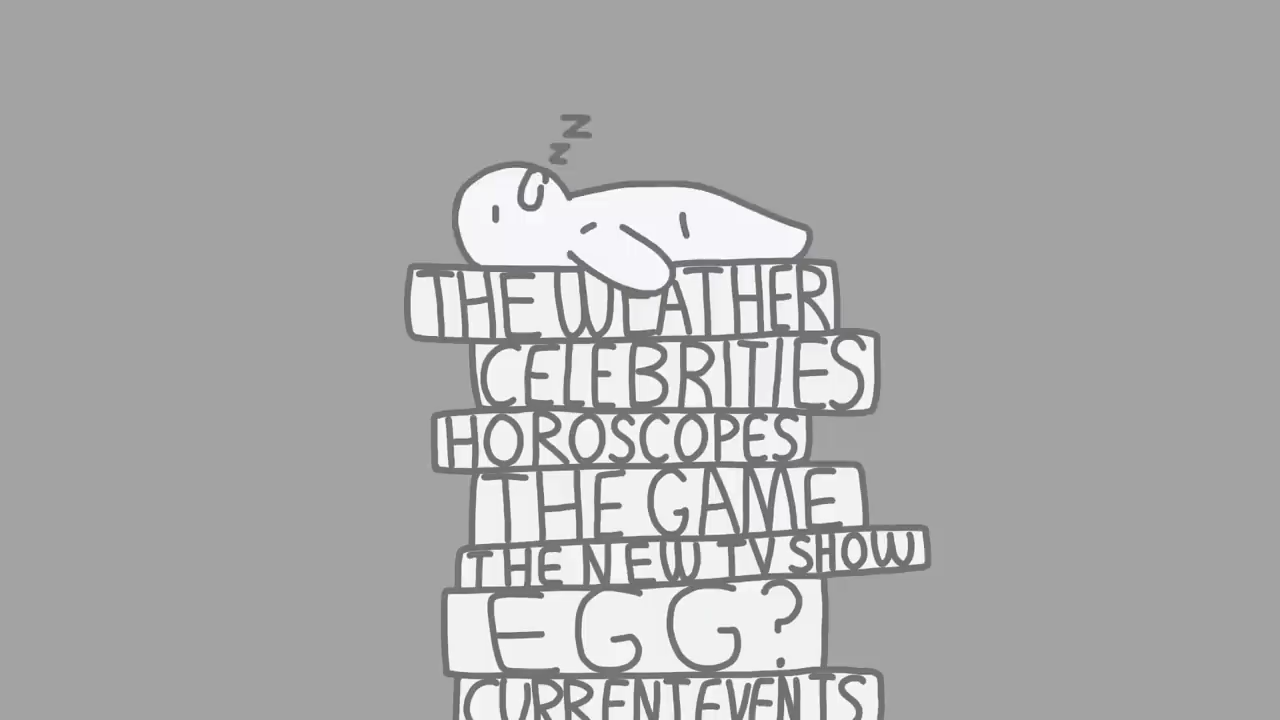 Z
Z
THE WEATHER
CELEBRITIES
HOROSCOPES
THE GAME
THE NEW TV SHOW
EGG?
CURRENT EVENTS